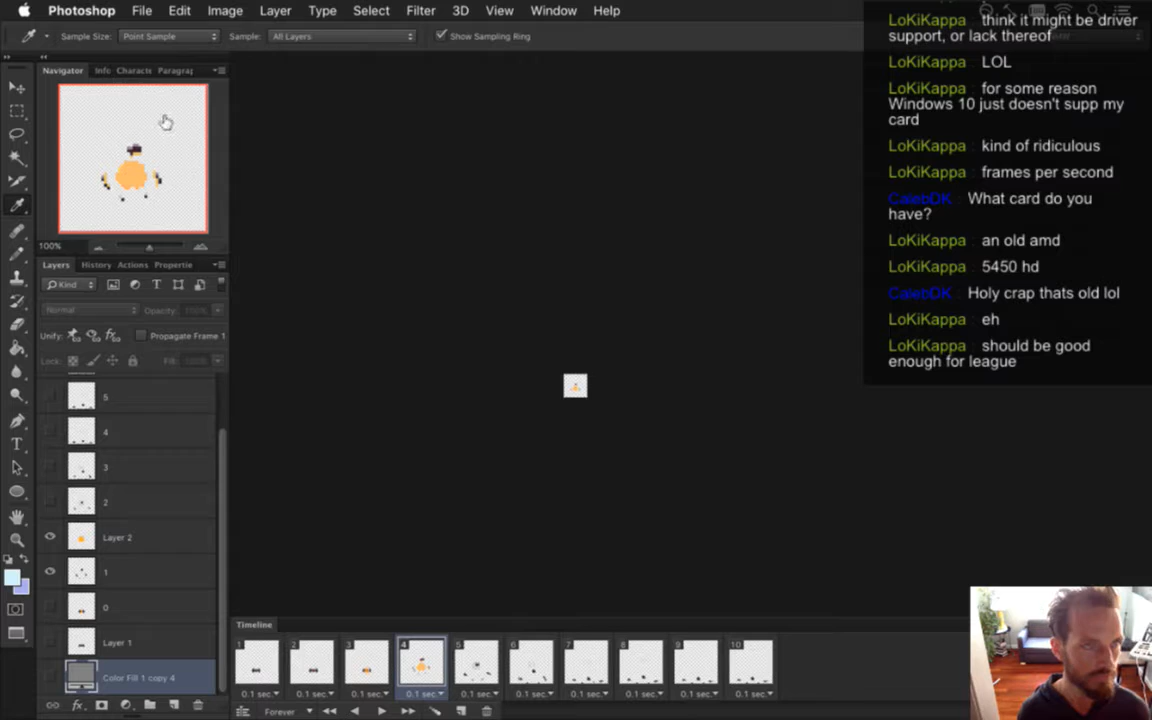 Photoshop File Edit Image Layer Type Select Filter 3D View Window Help
Sample Size: Point Sample Sample: All Layers Show Sampling Ring
Navigator Info Characte Paragrap
100%
Layers History Actions Propertie
Kind
Normal Opacity:
Unify: Propagate Frame 1
Lock: Fill:
5
4
3
2
Layer 2
1
0
Layer 1
Color Fill 1 copy 4
Timeline
1 2 3 4 5 6 7 8 9 10
0.1 sec. 0.1 sec. 0.1 sec. 0.1 sec. 0.1 sec. 0.1 sec. 0.1 sec. 0.1 sec. 0.1 sec. 0.1 sec.
Forever
LoKiKappa : think it might be driver
support, or lack thereof
LoKiKappa : LOL
LoKiKappa : for some reason
Windows 10 just doesn't supp my
card
LoKiKappa : kind of ridiculous
LoKiKappa : frames per second
CalebDK : What card do you
have?
LoKiKappa : an old amd
LoKiKappa : 5450 hd
CalebDK : Holy crap thats old lol
LoKiKappa : eh
LoKiKappa : should be good
enough for league